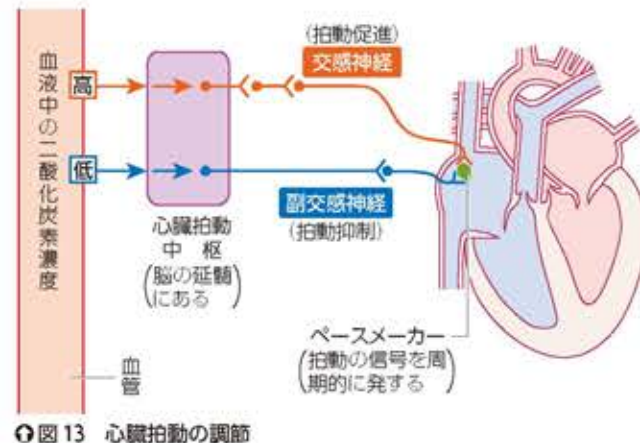 血液中の二酸化炭素濃度
高
低
(拍動促進)
交感神経
副交感神経
(拍動抑制)
心臓拍動
中枢
(脳の延髄
にある)
ペースメーカー
(拍動の信号を周
期的に発する)
血管
図13 心臓拍動の調節